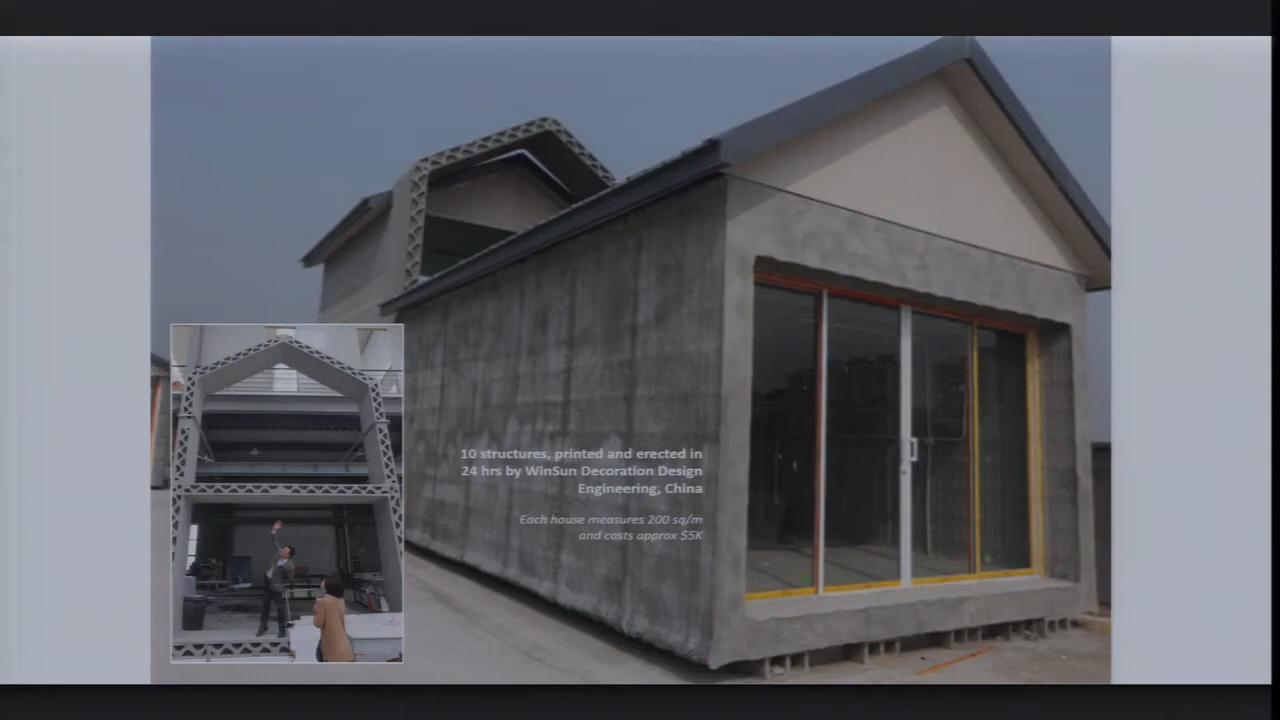 10 structures, printed and erected in
24 hrs by WinSun Decoration Design
Engineering, China
Each house measures 200 sq/m
and costs approx $5K